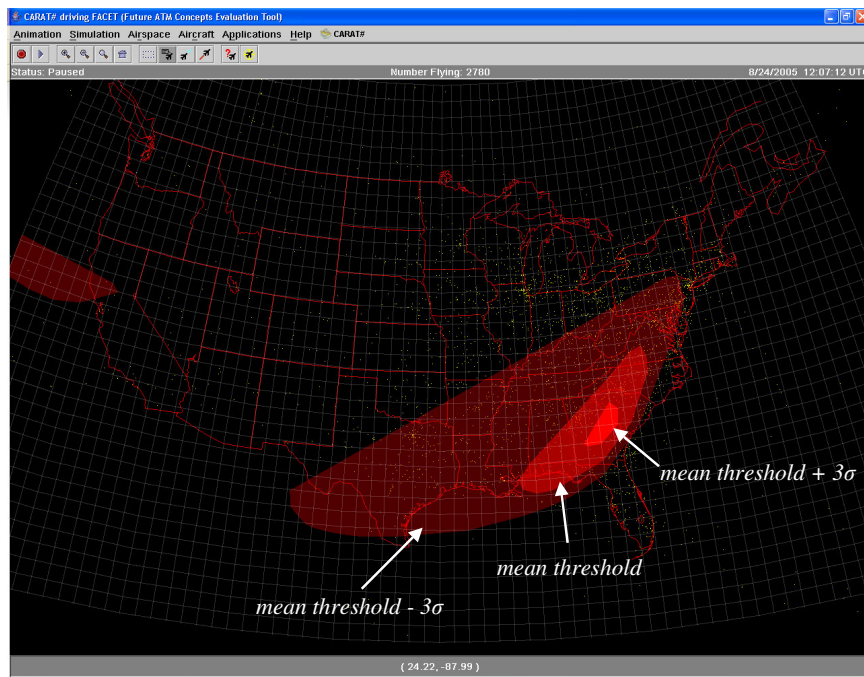 CARAT# driving FACET (Future ATM Concepts Evaluation Tool)
Animation Simulation Airspace Aircraft Applications Help CARAT#
Status: Paused Number Flying: 2780 8/24/2005 12:07:12 UTC
mean threshold + 3σ
mean threshold
mean threshold - 3σ
( 24.22, -87.99 )